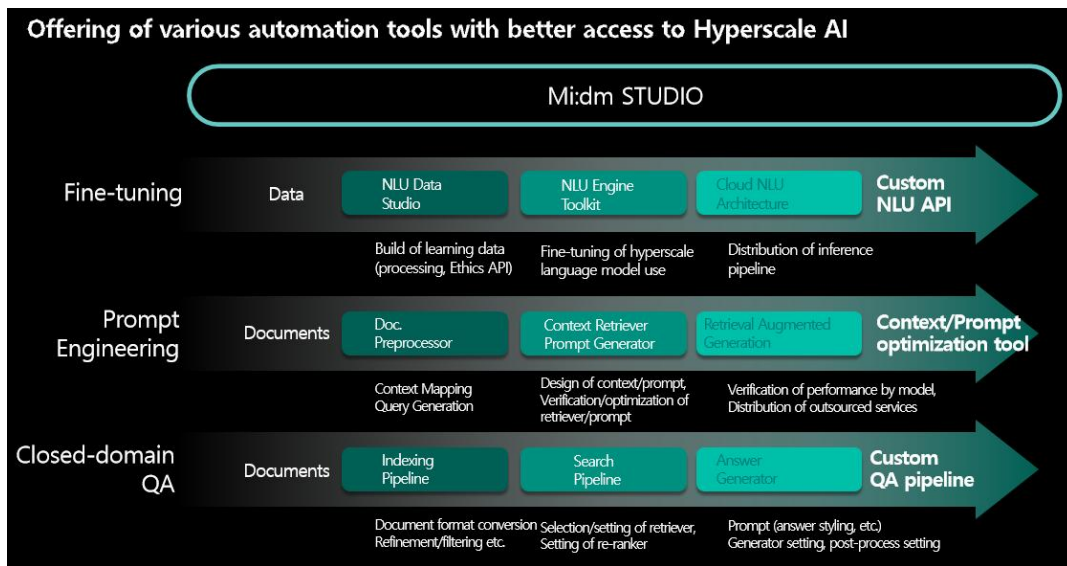 Offering of various automation tools with better access to Hyperscale AI
Mi:dm STUDIO
Fine-tuning
Data
NLU Data
Studio
NLU Engine
Toolkit
Cloud NLU
Architecture
Custom
NLU API
Build of learning data
(processing, Ethics API)
Fine-tuning of hyperscale
language model use
Distribution of inference
pipeline
Prompt
Engineering
Documents
Doc.
Preprocessor
Context Retriever
Prompt Generator
Retrieval Augmented
Generation
Context/Prompt
optimization tool
Context Mapping
Query Generation
Design of context/prompt,
Verification/optimization of
retriever/prompt
Verification of performance by model,
Distribution of outsourced services
Closed-domain
QA
Documents
Indexing
Pipeline
Search
Pipeline
Answer
Generator
Custom
QA pipeline
Document format conversion
Refinement/filtering etc.
Selection/setting of retriever,
Setting of re-ranker
Prompt (answer styling, etc.)
Generator setting, post-process setting